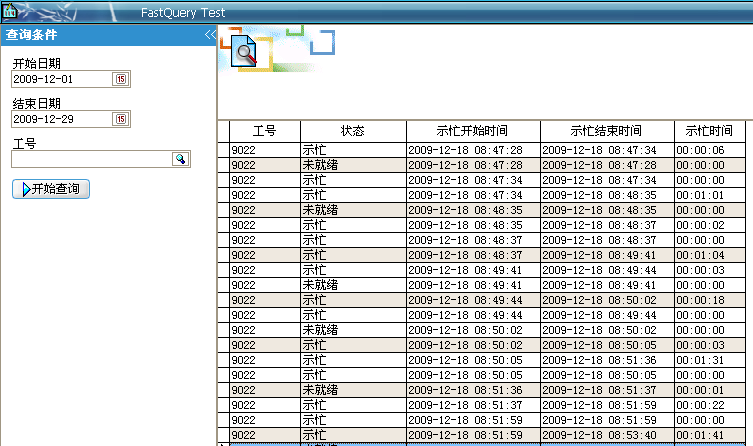 FastQuery Test
查询条件
开始日期
2009-12-01
15
结束日期
2009-12-29
15
工号
开始查询
工号 状态 示忙开始时间 示忙结束时间 示忙时间
9022 示忙 2009-12-18 08:47:28 2009-12-18 08:47:34 00:00:06
9022 未就绪 2009-12-18 08:47:28 2009-12-18 08:47:28 00:00:00
9022 示忙 2009-12-18 08:47:34 2009-12-18 08:47:34 00:00:00
9022 示忙 2009-12-18 08:47:34 2009-12-18 08:48:35 00:01:01
9022 未就绪 2009-12-18 08:48:35 2009-12-18 08:48:35 00:00:00
9022 示忙 2009-12-18 08:48:35 2009-12-18 08:48:37 00:00:02
9022 示忙 2009-12-18 08:48:37 2009-12-18 08:48:37 00:00:00
9022 示忙 2009-12-18 08:48:37 2009-12-18 08:49:41 00:01:04
9022 示忙 2009-12-18 08:49:41 2009-12-18 08:49:44 00:00:03
9022 未就绪 2009-12-18 08:49:41 2009-12-18 08:49:41 00:00:00
9022 示忙 2009-12-18 08:49:44 2009-12-18 08:50:02 00:00:18
9022 示忙 2009-12-18 08:49:44 2009-12-18 08:49:44 00:00:00
9022 未就绪 2009-12-18 08:50:02 2009-12-18 08:50:02 00:00:00
9022 示忙 2009-12-18 08:50:02 2009-12-18 08:50:05 00:00:03
9022 示忙 2009-12-18 08:50:05 2009-12-18 08:51:36 00:01:31
9022 示忙 2009-12-18 08:50:05 2009-12-18 08:50:05 00:00:00
9022 未就绪 2009-12-18 08:51:36 2009-12-18 08:51:37 00:00:01
9022 示忙 2009-12-18 08:51:37 2009-12-18 08:51:59 00:00:22
9022 示忙 2009-12-18 08:51:59 2009-12-18 08:51:59 00:00:00
9022 示忙 2009-12-18 08:51:59 2009-12-18 08:53:40 00:01:41